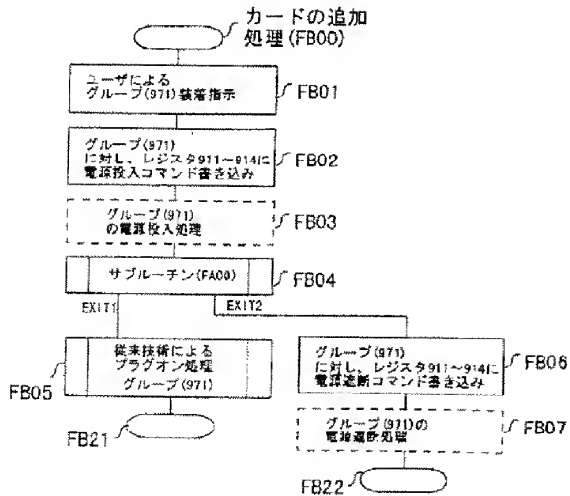 カードの追加
処理(FB00)
ユーザによる
グループ(971)装着指示
FB01
グループ(971)
に対し、レジスタ911～914に
電源投入コマンド書き込み
FB02
グループ(971)
の電源投入処理
FB03
サブルーチン(FA00)
FB04
EXIT1
EXIT2
従来技術による
プラグオン処理
グループ(971)
FB05
グループ(971)
に対し、レジスタ911～914に
電源遮断コマンド書き込み
FB06
グループ(971)の
電源遮断処理
FB07
FB21
FB22